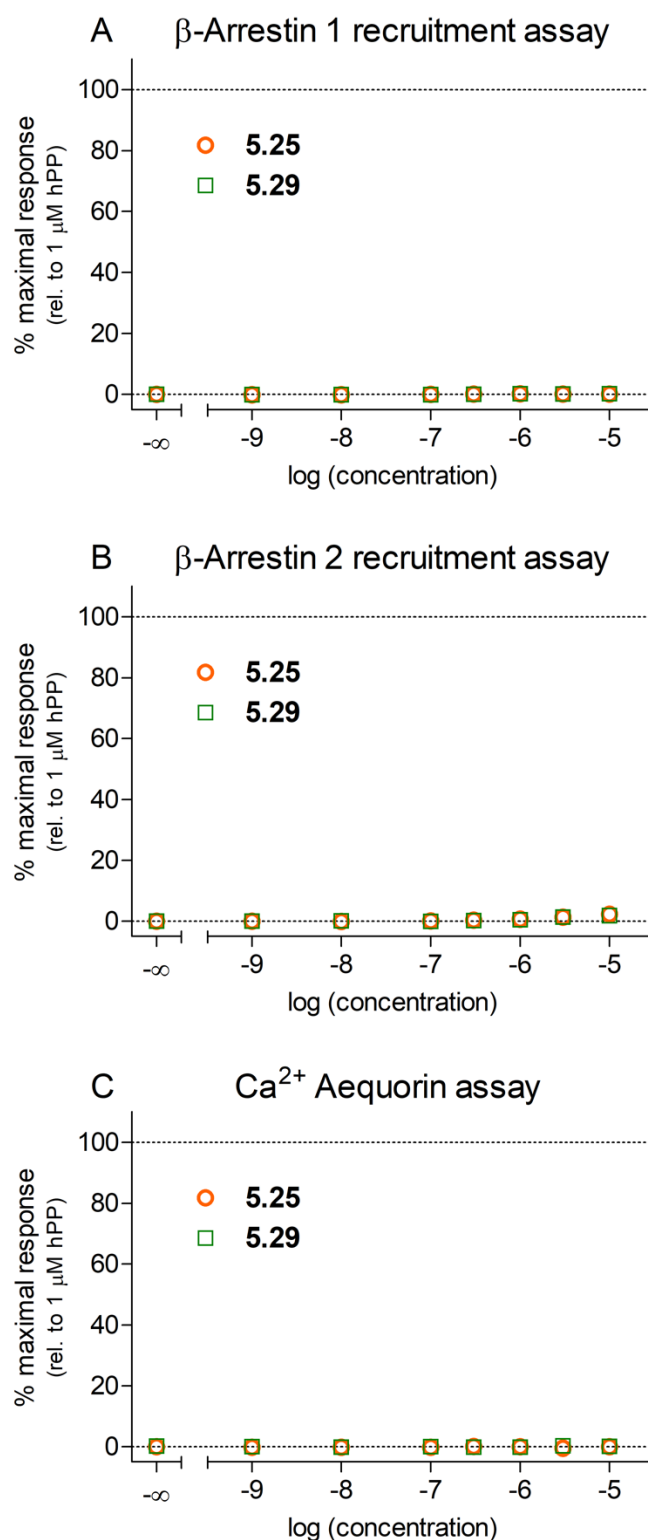 A β-Arrestin 1 recruitment assay
% maximal response
(rel. to 1 μM hPP)
100
80
60
40
20
0
5.25
5.29
-∞ -9 -8 -7 -6 -5
log (concentration)
B β-Arrestin 2 recruitment assay
% maximal response
(rel. to 1 μM hPP)
100
80
60
40
20
0
5.25
5.29
-∞ -9 -8 -7 -6 -5
log (concentration)
C Ca²⁺ Aequorin assay
% maximal response
(rel. to 1 μM hPP)
100
80
60
40
20
0
5.25
5.29
-∞ -9 -8 -7 -6 -5
log (concentration)